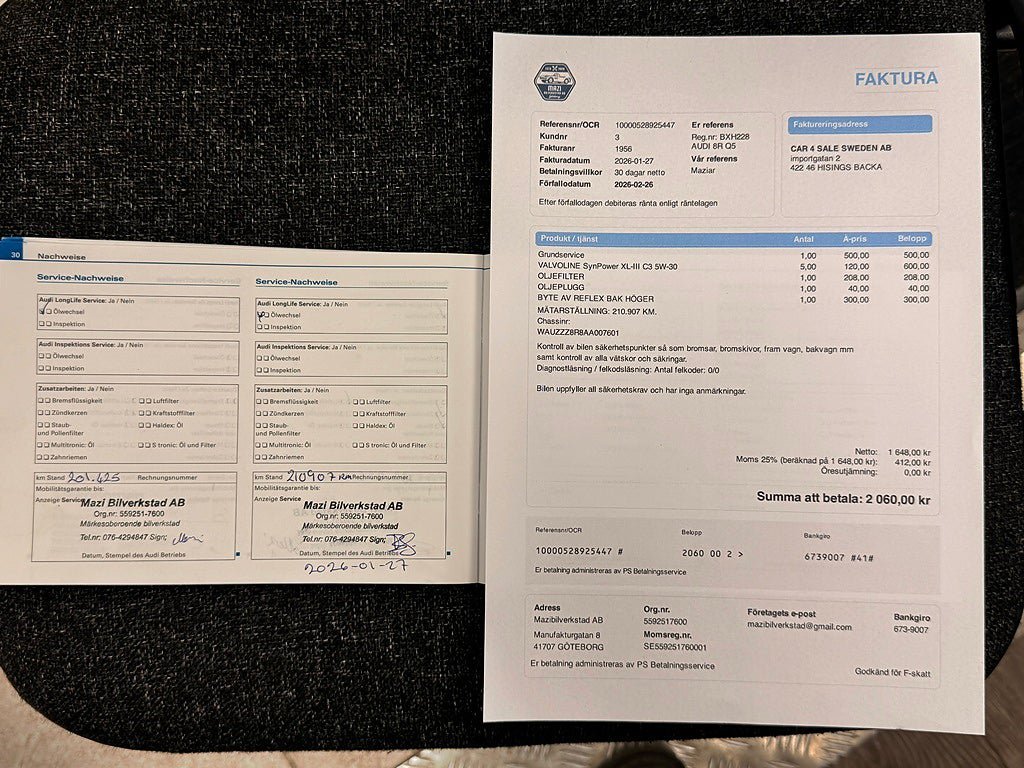 30 Nachweise
Service-Nachweise
Audi LongLife Service: Ja / Nein
Ölwechsel
Inspektion
Audi Inspektions Service: Ja / Nein
Ölwechsel
Inspektion
Zusatzarbeiten: Ja / Nein
Bremsflüssigkeit Luftfilter
Zündkerzen Kraftstofffilter
Staub- Haldex: Öl
und Pollenfilter
Multitronic: Öl S tronic: Öl und Filter
Zahnriemen
km Stand 201.425 Rechnungsnummer
Mobilitätsgarantie bis:
Anzeige Service
Mazi Bilverkstad AB
Org.nr: 559251-7600
Märkesoberoende bilverkstad
Tel.nr: 076-4294847 Sign;
Datum, Stempel des Audi Betriebs
Service-Nachweise
Audi LongLife Service: Ja / Nein
Ölwechsel
Inspektion
Audi Inspektions Service: Ja / Nein
Ölwechsel
Inspektion
Zusatzarbeiten: Ja / Nein
Bremsflüssigkeit Luftfilter
Zündkerzen Kraftstofffilter
Staub- Haldex: Öl
und Pollenfilter
Multitronic: Öl S tronic: Öl und Filter
Zahnriemen
km Stand 210907 KM Rechnungsnummer
Mobilitätsgarantie bis:
Anzeige Service
Mazi Bilverkstad AB
Org.nr: 559251-7600
Märkesoberoende bilverkstad
Tel.nr: 076-4294847 Sign;
Datum, Stempel des Audi Betriebs
2026-01-27
MAZI
FAKTURA
Referensnr/OCR 10000528925447
Kundnr 3
Fakturanr 1956
Fakturadatum 2026-01-27
Betalningsvillkor 30 dagar netto
Förfallodatum 2026-02-26
Er referens
Reg.nr: BXH228
AUDI 8R Q5
Vår referens
Maziar
Efter förfallodagen debiteras ränta enligt räntelagen
Faktureringsadress
CAR 4 SALE SWEDEN AB
importgatan 2
422 46 HISINGS BACKA
Produkt / tjänst Antal A-pris Belopp
Grundservice 1,00 500,00 500,00
VALVOLINE SynPower XL-III C3 5W-30 5,00 120,00 600,00
OLJEFILTER 1,00 208,00 208,00
OLJEPLUGG 1,00 40,00 40,00
BYTE AV REFLEX BAK HÖGER 1,00 300,00 300,00
MÄTARSTÄLLNING: 210.907 KM.
Chassinr:
WAUZZZ8R8AA007601
Kontroll av bilen säkerhetspunkter så som bromsar, bromskivor, fram vagn, bakvagn mm
samt kontroll av alla vätskor och säkringar.
Diagnostläsning / felkodsläsning: Antal felkoder: 0/0
Bilen uppfyller all säkerhetskrav och har inga anmärkningar.
Netto: 1 648,00 kr
Moms 25% (beräknad på 1 648,00 kr): 412,00 kr
Öresutjämning: 0,00 kr
Summa att betala: 2 060,00 kr
Referensnr/OCR Belopp Bankgiro
10000528925447 # 2060 00 2 > 6739007 #41#
Er betalning administreras av PS Betalningsservice
Adress
Mazibilverkstad AB
Manufakturgatan 8
41707 GÖTEBORG
Org.nr.
5592517600
Momsreg.nr.
SE559251760001
Företagets e-post
mazibilverkstad@gmail.com
Bankgiro
673-9007
Er betalning administreras av PS Betalningsservice
Godkänd för F-skatt